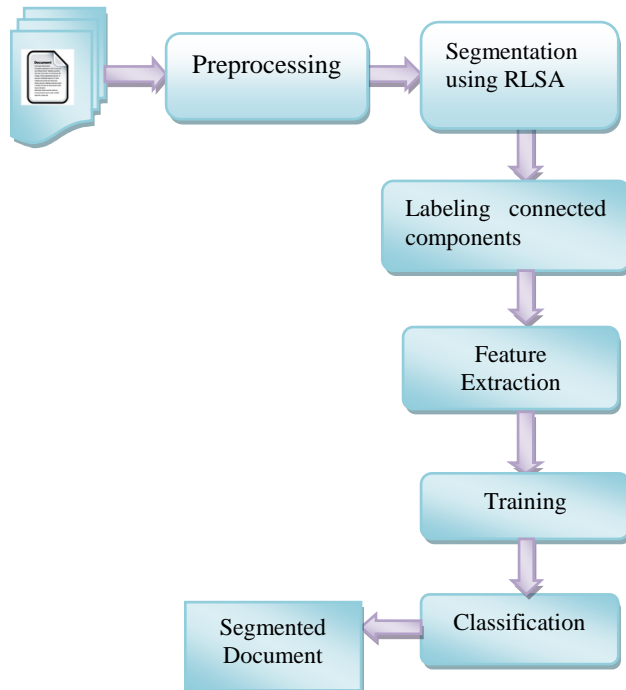 Document
Preprocessing
Segmentation
using RLSA
Labeling connected
components
Feature
Extraction
Training
Classification
Segmented
Document